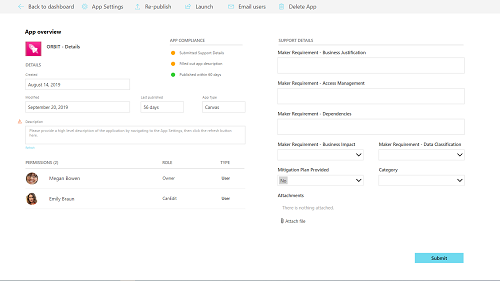 Back to dashboard App Settings Re-publish Launch Email users Delete App
App overview
ORBIT - Details
DETAILS
Created
August 14, 2019
Modified
September 20, 2019
Last submitted
56 days
App Type
Canvas
Description
Please provide a high level description of the application by navigating to the App Settings, then click the refresh button
here.
PERMISSIONS (2) ROLE TYPE
Megan Bowen Owner User
Emily Braun CanEdit User
APP COMPLIANCE
Submitted Support Details
Filled out app description
Published within 60 days
SUPPORT DETAILS
Maker Requirement - Business Justification
Maker Requirement - Access Management
Maker Requirement - Dependencies
Maker Requirement - Business Impact
Maker Requirement - Data Classification
Mitigation Plan Provided
No
Category
Attachments
There is nothing attached.
Attach file
Submit